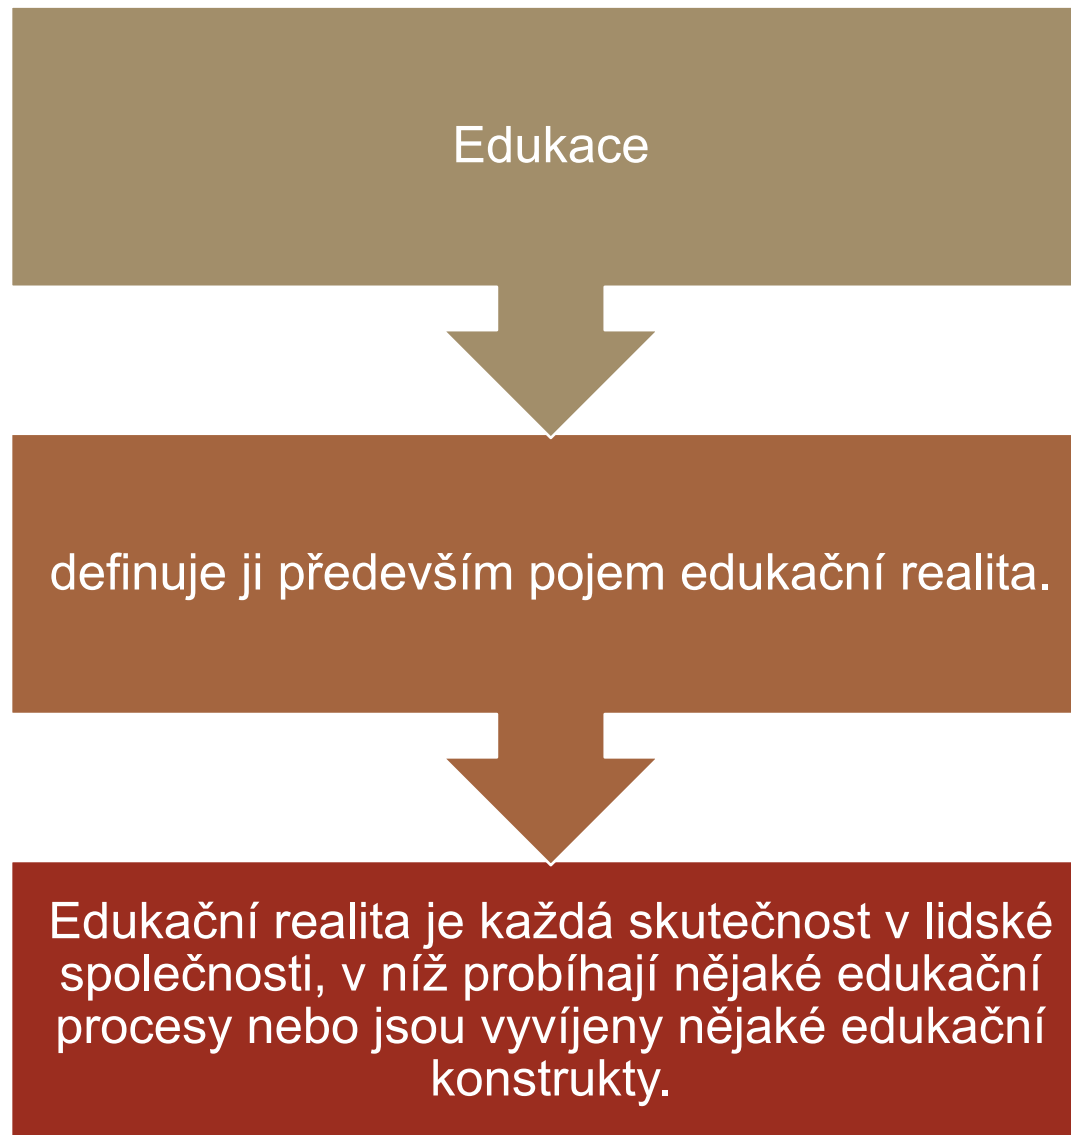 Edukace
definuje ji především pojem edukační realita.
Edukační realita je každá skutečnost v lidské
společnosti, v níž probíhají nějaké edukační
procesy nebo jsou vyvíjeny nějaké edukační
konstrukty.